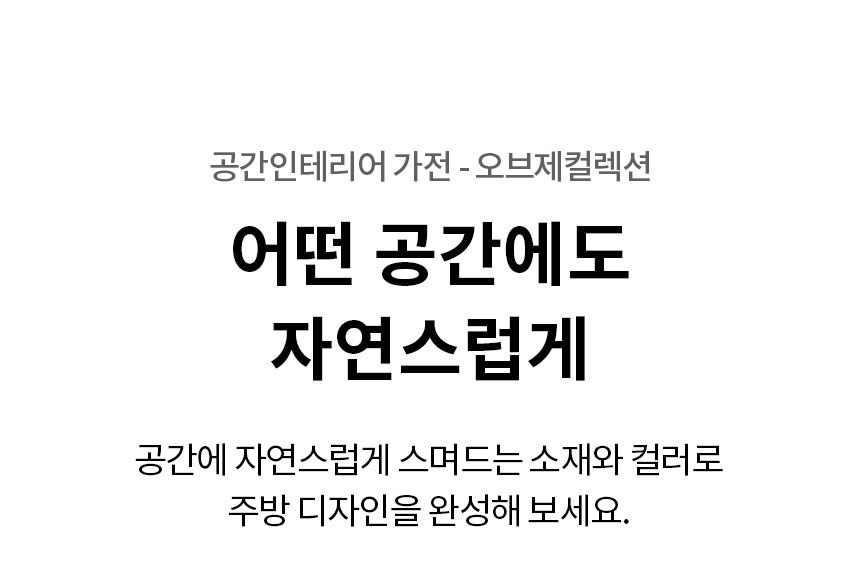 공간인테리어 가전 - 오브제컬렉션
어떤 공간에도
자연스럽게
공간에 자연스럽게 스며드는 소재와 컬러로
주방 디자인을 완성해 보세요.